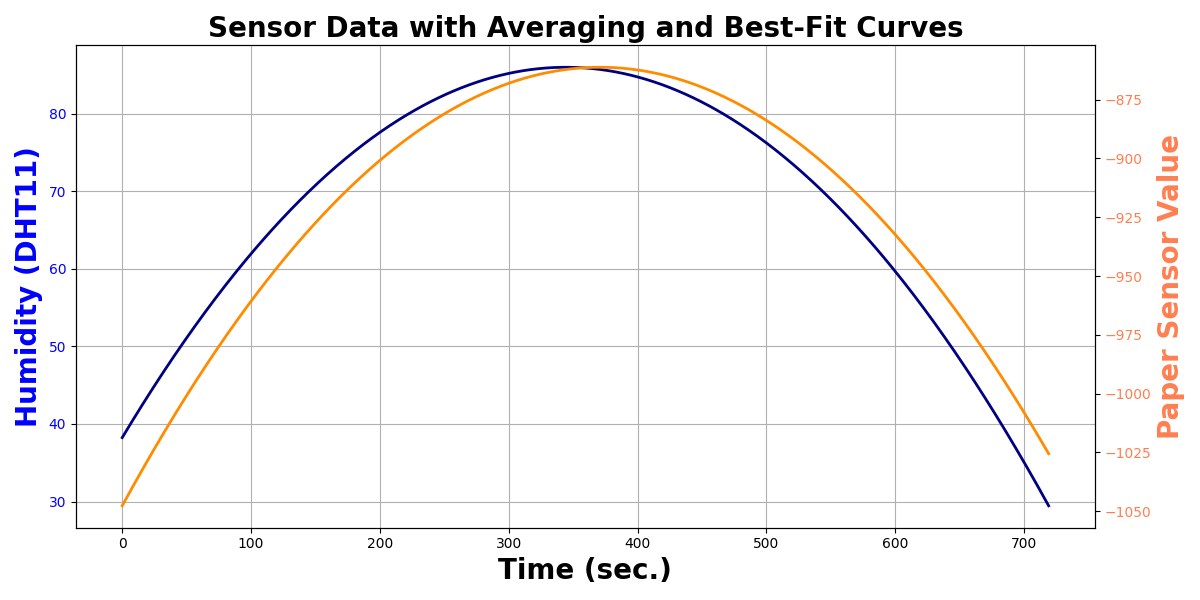 Sensor Data with Averaging and Best-Fit Curves
Humidity (DHT11)
80
70
60
50
40
30
0 100 200 300 400 500 600 700
Time (sec.)
−875
−900
−925
−950
−975
−1000
−1025
−1050
Paper Sensor Value